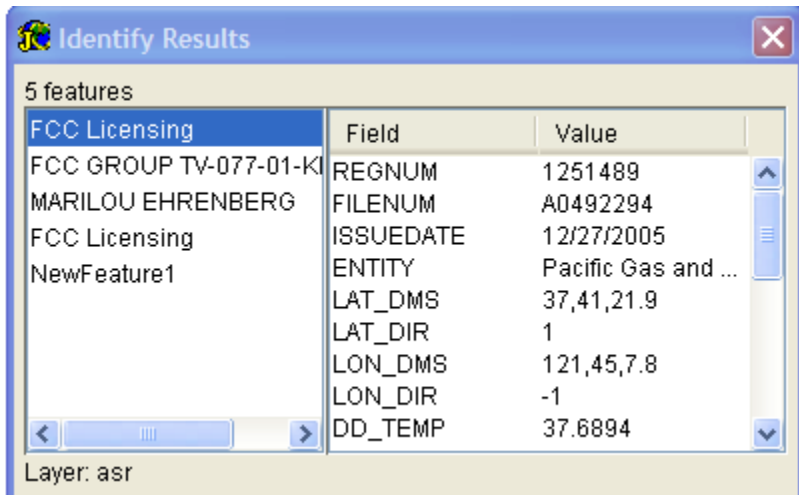 Identify Results
5 features
FCC Licensing
FCC GROUP TV-077-01-
MARILOU EHRENBERG
FCC Licensing
NewFeature1
Field Value
REGNUM 1251489
FILENUM A0492294
ISSUEDATE 12/27/2005
ENTITY Pacific Gas and ...
LAT_DMS 37,41,21.9
LAT_DIR 1
LON_DMS 121,45,7.8
LON_DIR -1
DD_TEMP 37.6894
Layer: asr